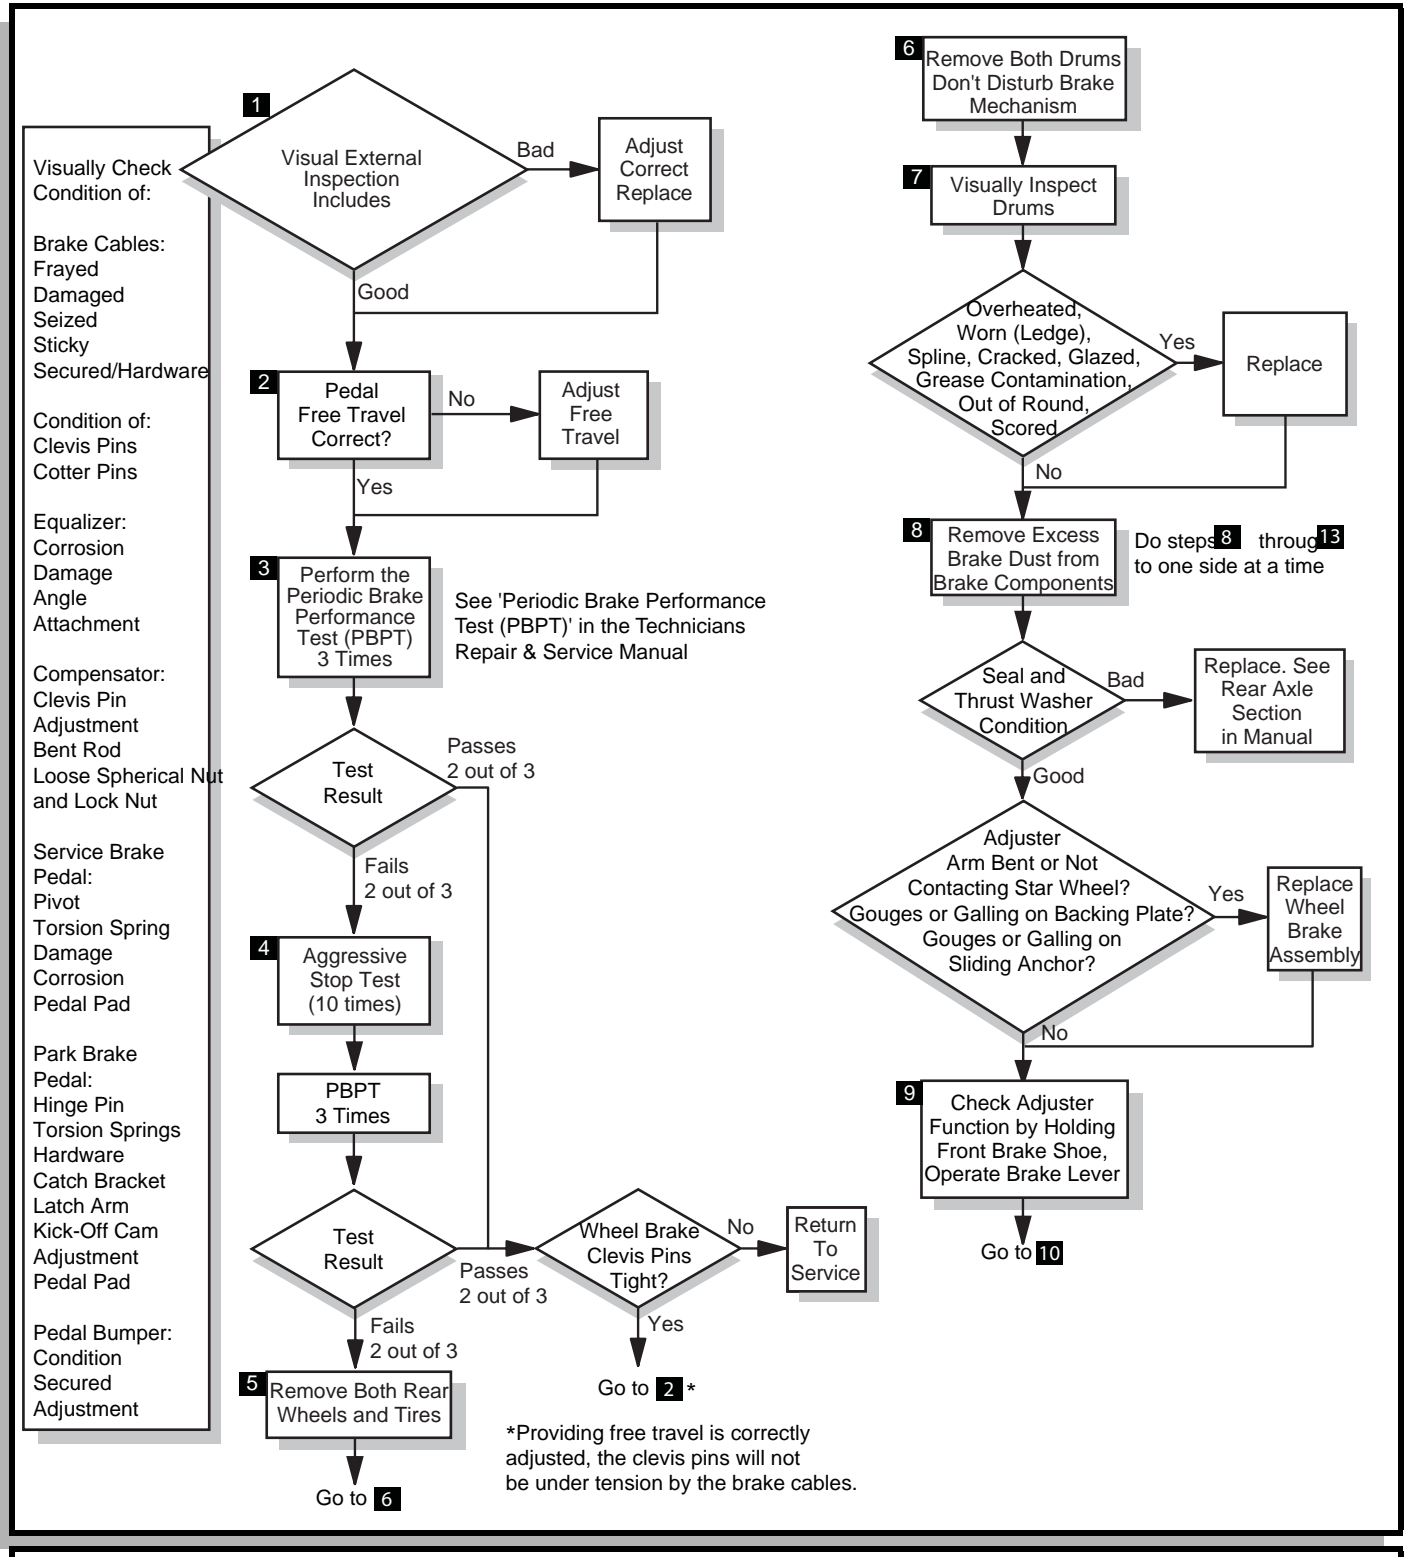 1
Visually Check
Condition of:
Brake Cables:
Frayed
Damaged
Seized
Sticky
Secured/Hardware
Condition of:
Clevis Pins
Cotter Pins
Equalizer:
Corrosion
Damage
Angle
Attachment
Compensator:
Clevis Pin
Adjustment
Bent Rod
Loose Spherical Nut
and Lock Nut
Service Brake
Pedal:
Pivot
Torsion Spring
Damage
Corrosion
Pedal Pad
Park Brake
Pedal:
Hinge Pin
Torsion Springs
Hardware
Catch Bracket
Latch Arm
Kick-Off Cam
Adjustment
Pedal Pad
Pedal Bumper:
Condition
Secured
Adjustment
Visual External
Inspection
Includes
Bad
Adjust
Correct
Replace
Good
2
Pedal
Free Travel
Correct?
No
Adjust
Free
Travel
Yes
3
Perform the
Periodic Brake
Performance
Test (PBPT)
3 Times
See 'Periodic Brake Performance
Test (PBPT)' in the Technicians
Repair & Service Manual
Test
Result
Passes
2 out of 3
Fails
2 out of 3
4
Aggressive
Stop Test
(10 times)
PBPT
3 Times
Test
Result
Passes
2 out of 3
Wheel Brake
Clevis Pins
Tight?
No
Return
To
Service
Yes
Go to 2 *
*Providing free travel is correctly
adjusted, the clevis pins will not
be under tension by the brake cables.
Fails
2 out of 3
5
Remove Both Rear
Wheels and Tires
Go to 6
6
Remove Both Drums
Don't Disturb Brake
Mechanism
7
Visually Inspect
Drums
Overheated,
Worn (Ledge),
Spline, Cracked, Glazed,
Grease Contamination,
Out of Round,
Scored
Yes
Replace
No
8
Remove Excess
Brake Dust from
Brake Components
Do steps 8 throug 13
to one side at a time
Seal and
Thrust Washer
Condition
Bad
Replace. See
Rear Axle
Section
in Manual
Good
Adjuster
Arm Bent or Not
Contacting Star Wheel?
Gouges or Galling on Backing Plate?
Gouges or Galling on
Sliding Anchor?
Yes
Replace
Wheel
Brake
Assembly
No
9
Check Adjuster
Function by Holding
Front Brake Shoe,
Operate Brake Lever
Go to 10